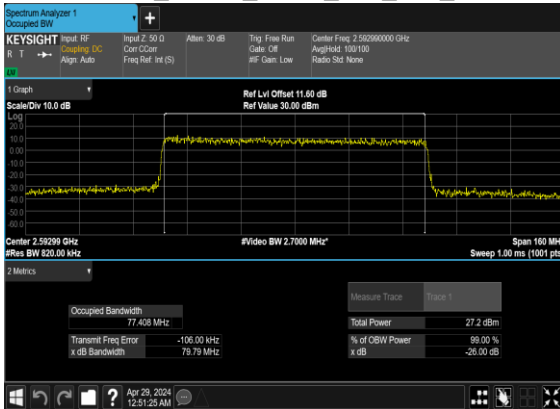 Spectrum Analyzer 1
Occupied BW
+
KEYSIGHT Input: RF Input Z: 50 Ω Atten: 30 dB Trig: Free Run Center Freq: 2.592990000 GHz
R T Coupling: DC Corr CCorr Gate: Off Avg|Hold: 100/100
Align: Auto Freq Ref: Int (S) #IF Gain: Low Radio Std: None
LW
1 Graph
Scale/Div 10.0 dB Ref Lvl Offset 11.60 dB
Ref Value 30.00 dBm
Log
20.0
10.0
0.00
-10.0
-20.0
-30.0
-40.0
-50.0
-60.0
Center 2.59299 GHz #Video BW 2.7000 MHz* Span 160 MH
#Res BW 820.00 kHz Sweep 1.00 ms (1001 pts
2 Metrics
Measure Trace Trace 1
Occupied Bandwidth
77.408 MHz Total Power 27.2 dBm
Transmit Freq Error -106.00 kHz % of OBW Power 99.00 %
x dB Bandwidth 79.79 MHz x dB -26.00 dB
? Apr 29, 2024
12:51:25 AM